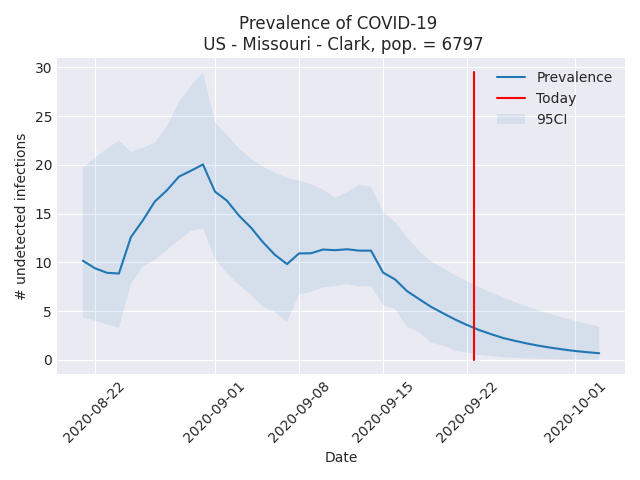 Prevalence of COVID-19
US - Missouri - Clark, pop. = 6797
30
25
20
15
10
5
0
# undetected infections
Prevalence
Today
95CI
2020-08-22
2020-09-01
2020-09-08
2020-09-15
2020-09-22
2020-10-01
Date